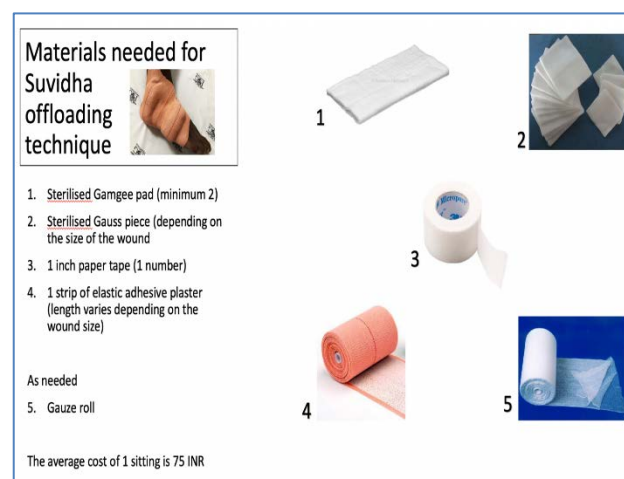 Materials needed for
Suvidha
offloading
technique
1. Sterilised Gamgee pad (minimum 2)
2. Sterilised Gauss piece (depending on
the size of the wound
3. 1 inch paper tape (1 number)
4. 1 strip of elastic adhesive plaster
(length varies depending on the
wound size)
As needed
5. Gauze roll
The average cost of 1 sitting is 75 INR
1
2
Micropore
3
4
5